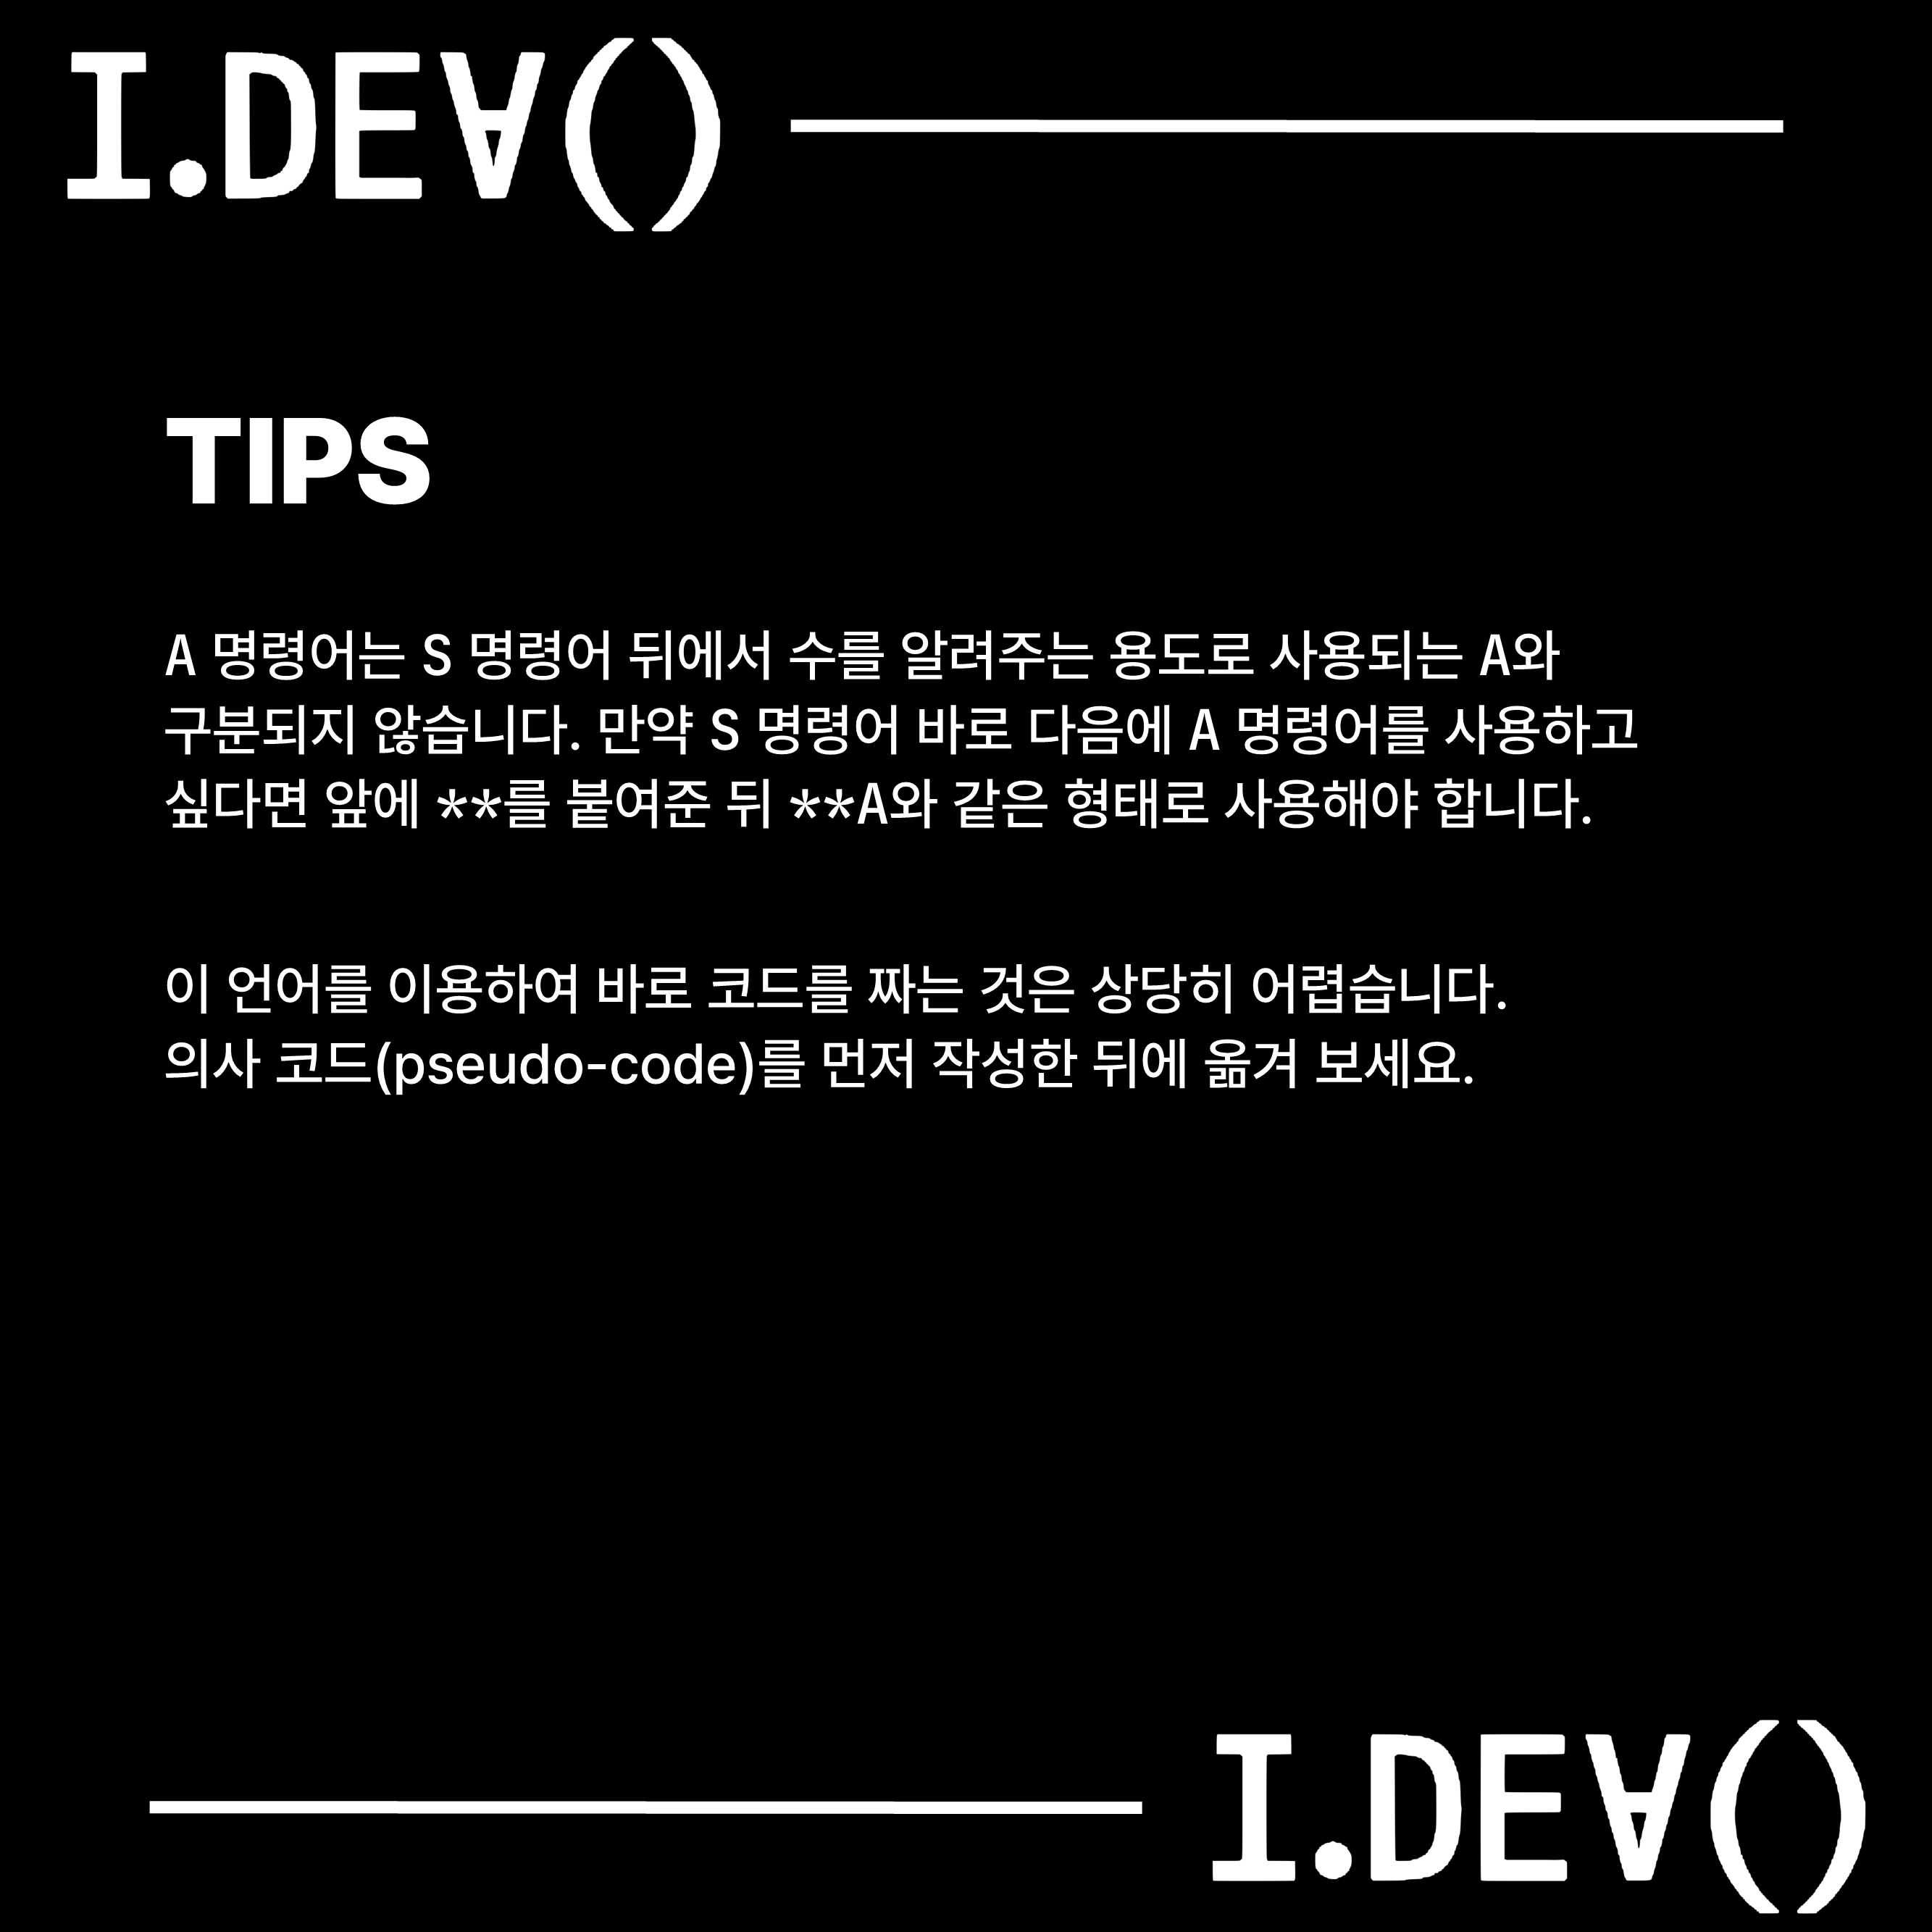 I.DE∀()
TIPS
A 명령어는 S 명령어 뒤에서 수를 알려주는 용도로 사용되는 A와
구분되지 않습니다. 만약 S 명령어 바로 다음에 A 명령어를 사용하고
싶다면 앞에 **를 붙여준 뒤 **A와 같은 형태로 사용해야 합니다.
이 언어를 이용하여 바로 코드를 짜는 것은 상당히 어렵습니다.
의사 코드(pseudo-code)를 먼저 작성한 뒤에 옮겨 보세요.
I.DE∀()